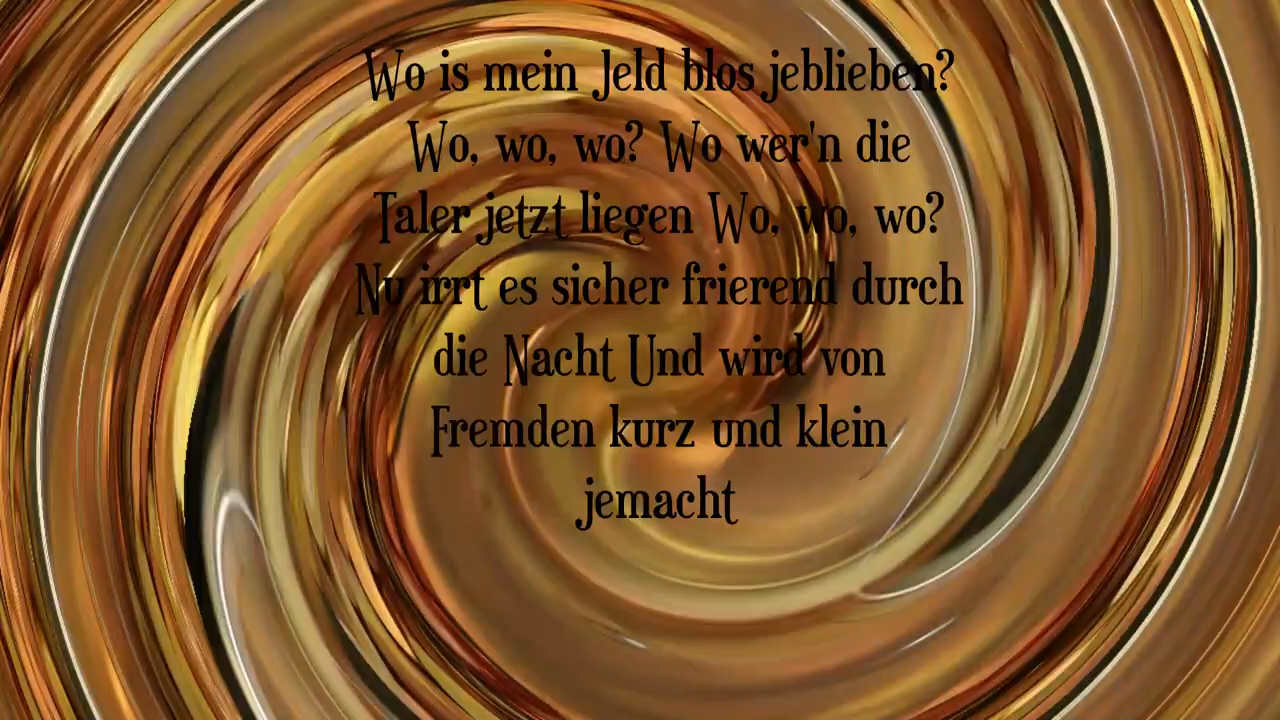 Wo is mein Jeld blos jeblieben?
Wo, wo, wo? Wo wer'n die
Taler jetzt liegen Wo, wo, wo?
Nu irrt es sicher frierend durch
die Nacht Und wird von
Fremden kurz und klein
jemacht